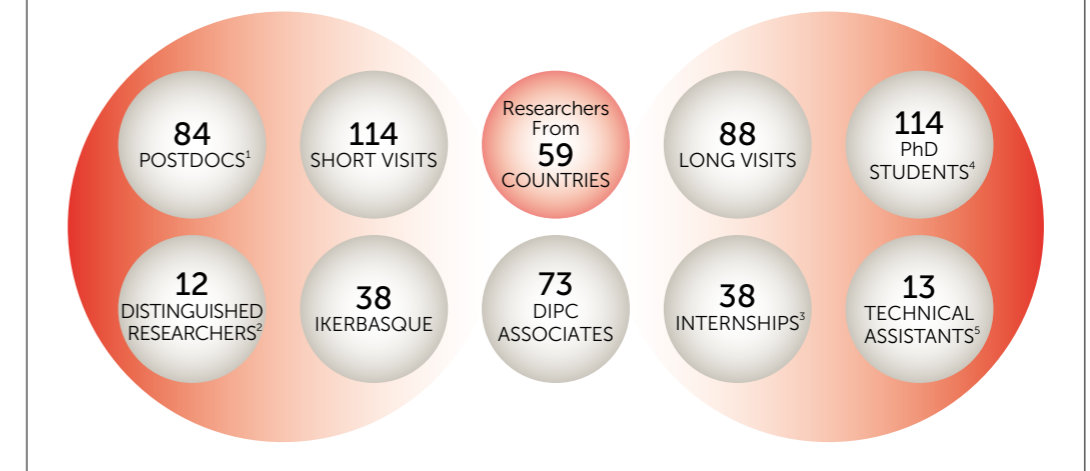 84
POSTDOCS¹
114
SHORT VISITS
Researchers
From
59
COUNTRIES
88
LONG VISITS
114
PhD
STUDENTS⁴
12
DISTINGUISHED
RESEARCHERS²
38
IKERBASQUE
73
DIPC
ASSOCIATES
38
INTERNSHIPS³
13
TECHNICAL
ASSISTANTS⁵